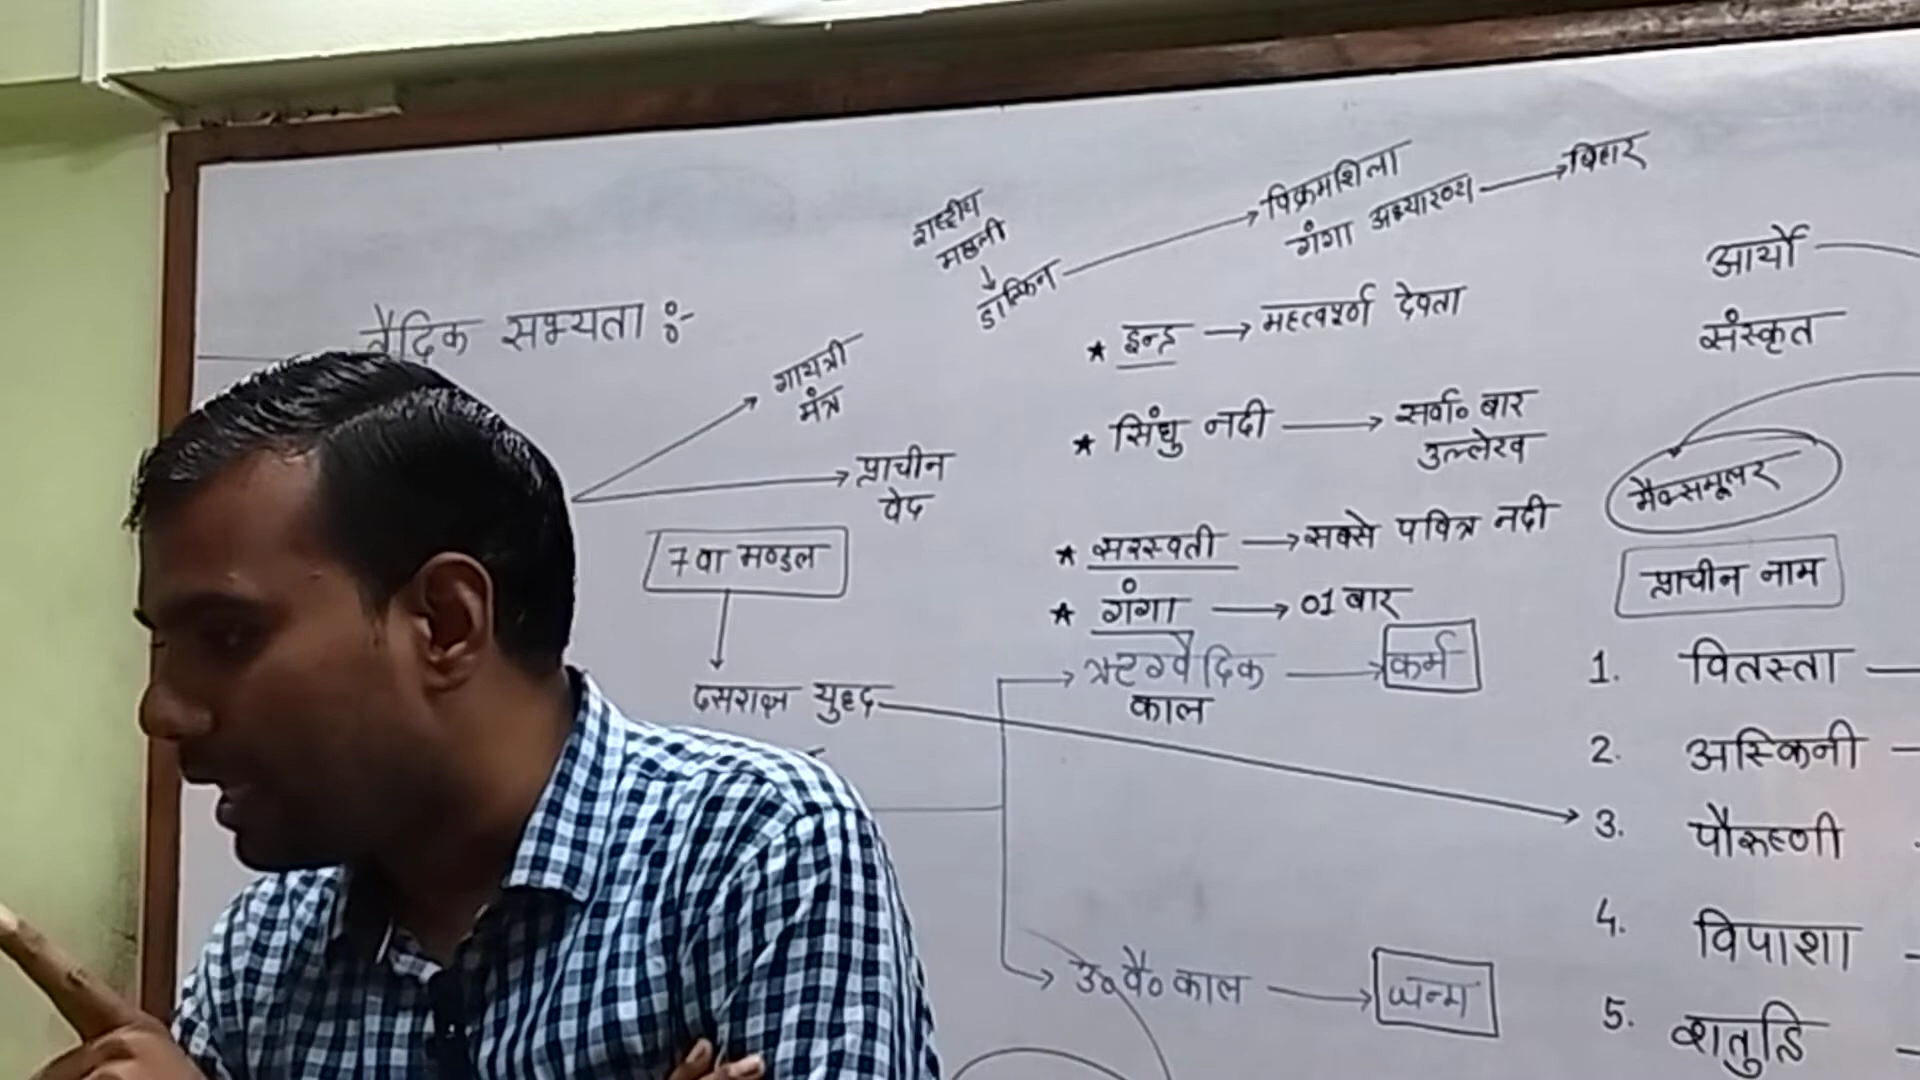 वैदिक सभ्यता :-
गायत्री
मंत्र
प्राचीन
वेद
7 वा मण्डल
दसराज्ञ युद्ध
राष्ट्रीय
मछली
डॉल्फिन
विक्रमशिला
गंगा अभ्यारण्य → बिहार
★ इन्द्र → महत्वपूर्ण देवता
★ सिंधु नदी → सर्वा० बार
उल्लेख
★ सरस्वती → सबसे पवित्र नदी
★ गंगा → 01 बार
ऋग्वैदिक → कर्म
काल
उ० वै० काल → जन्म
आर्यो
संस्कृत
मैक्समूलर
प्राचीन नाम
1. वितस्ता
2. अस्किनी
3. पौरूष्णी
4. विपाशा
5. शतुद्रि